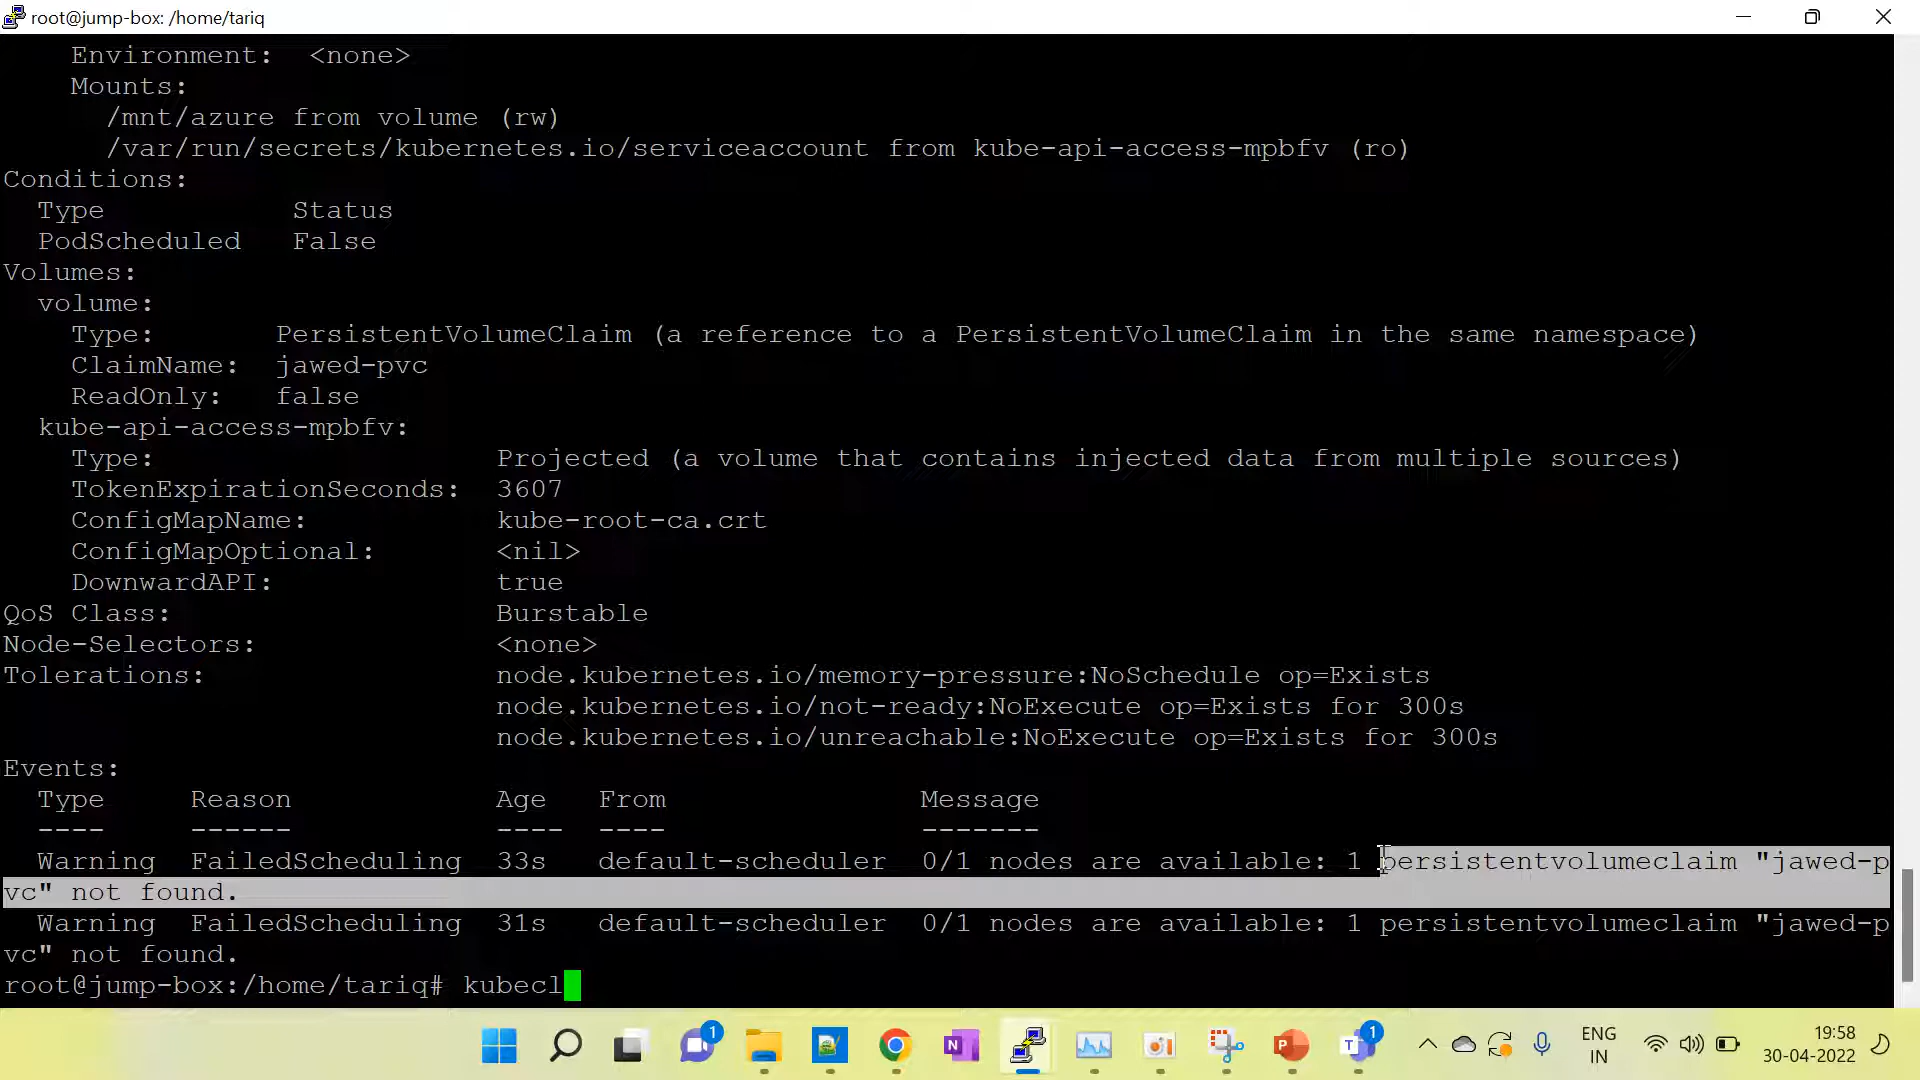 root@jump-box: /home/tariq
Environment: <none>
Mounts:
/mnt/azure from volume (rw)
/var/run/secrets/kubernetes.io/serviceaccount from kube-api-access-mpbfv (ro)
Conditions:
Type Status
PodScheduled False
Volumes:
volume:
Type: PersistentVolumeClaim (a reference to a PersistentVolumeClaim in the same namespace)
ClaimName: jawed-pvc
ReadOnly: false
kube-api-access-mpbfv:
Type: Projected (a volume that contains injected data from multiple sources)
TokenExpirationSeconds: 3607
ConfigMapName: kube-root-ca.crt
ConfigMapOptional: <nil>
DownwardAPI: true
QoS Class: Burstable
Node-Selectors: <none>
Tolerations: node.kubernetes.io/memory-pressure:NoSchedule op=Exists
node.kubernetes.io/not-ready:NoExecute op=Exists for 300s
node.kubernetes.io/unreachable:NoExecute op=Exists for 300s
Events:
Type Reason Age From Message
---- ------ ---- ---- -------
Warning FailedScheduling 33s default-scheduler 0/1 nodes are available: 1 persistentvolumeclaim "jawed-p
vc" not found.
Warning FailedScheduling 31s default-scheduler 0/1 nodes are available: 1 persistentvolumeclaim "jawed-p
vc" not found.
root@jump-box:/home/tariq# kubecl
1
N
P
T
1
ENG
IN
19:58
30-04-2022